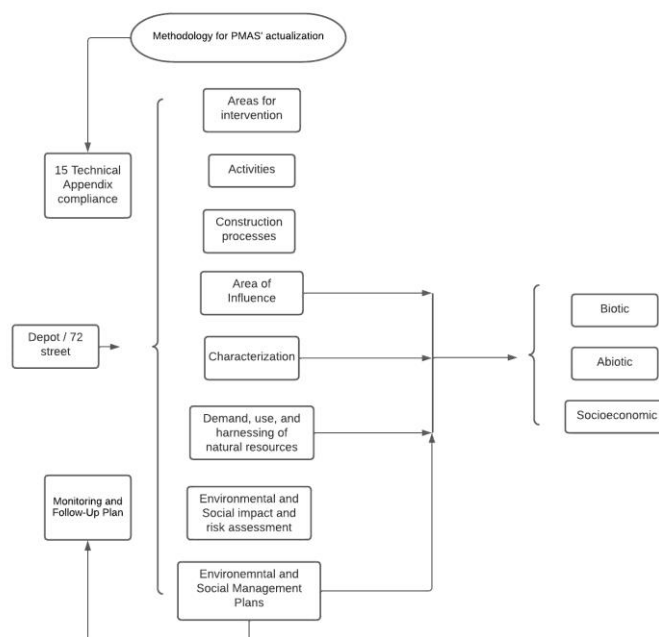 Methodology for PMAS' actualization
Areas for
intervention
15 Technical
Appendix
compliance
Activities
Construction
processes
Area of
Influence
Biotic
Depot / 72
street
Characterization
Abiotic
Demand, use, and
harnessing of
natural resources
Socioeconomic
Monitoring and
Follow-Up Plan
Environmental and
Social impact and
risk assessment
Environemntal and
Social Management
Plans